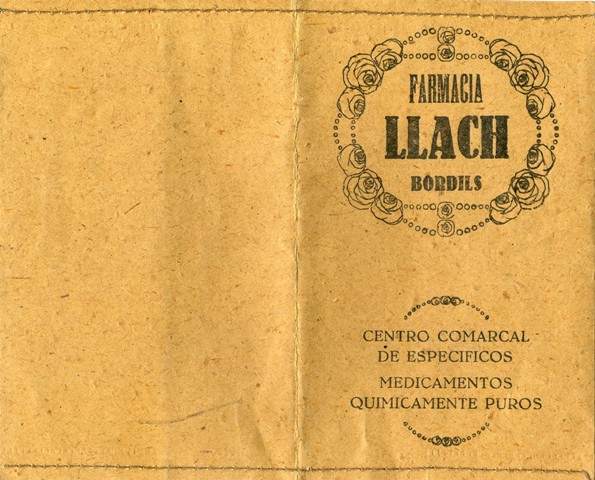 FARMACIA
LLACH
BORDILS
CENTRO COMARCAL
DE ESPECIFICOS
MEDICAMENTOS
QUIMICAMENTE PUROS